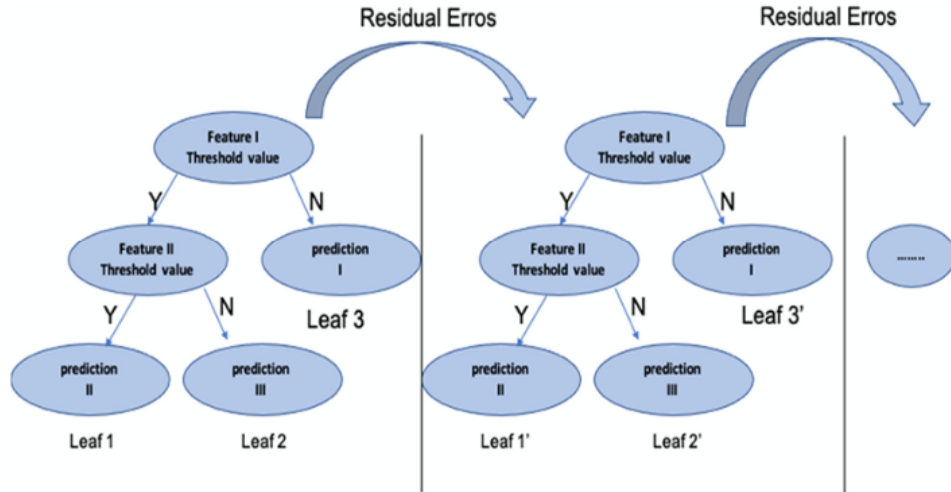 Residual Erros
Residual Erros
Feature I
Threshold value
Y
N
Feature II
Threshold value
prediction
I
Y
N
Leaf 3
prediction
II
prediction
III
Leaf 1
Leaf 2
Feature I
Threshold value
Y
N
Feature II
Threshold value
prediction
I
Y
N
Leaf 3'
prediction
II
prediction
III
Leaf 1'
Leaf 2'
........